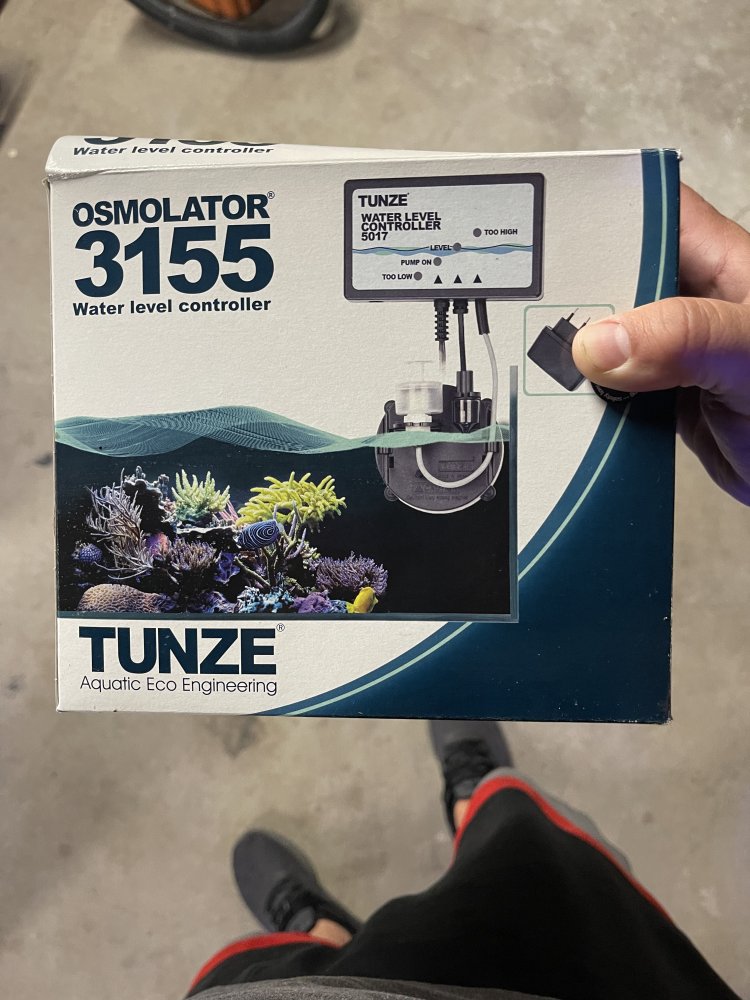 Water level controller
OSMOLATOR®
3155
Water level controller
TUNZE®
WATER LEVEL
CONTROLLER
5017
TOO HIGH
LEVEL
PUMP ON
TOO LOW
TUNZE
TUNZE®
Aquatic Eco Engineering